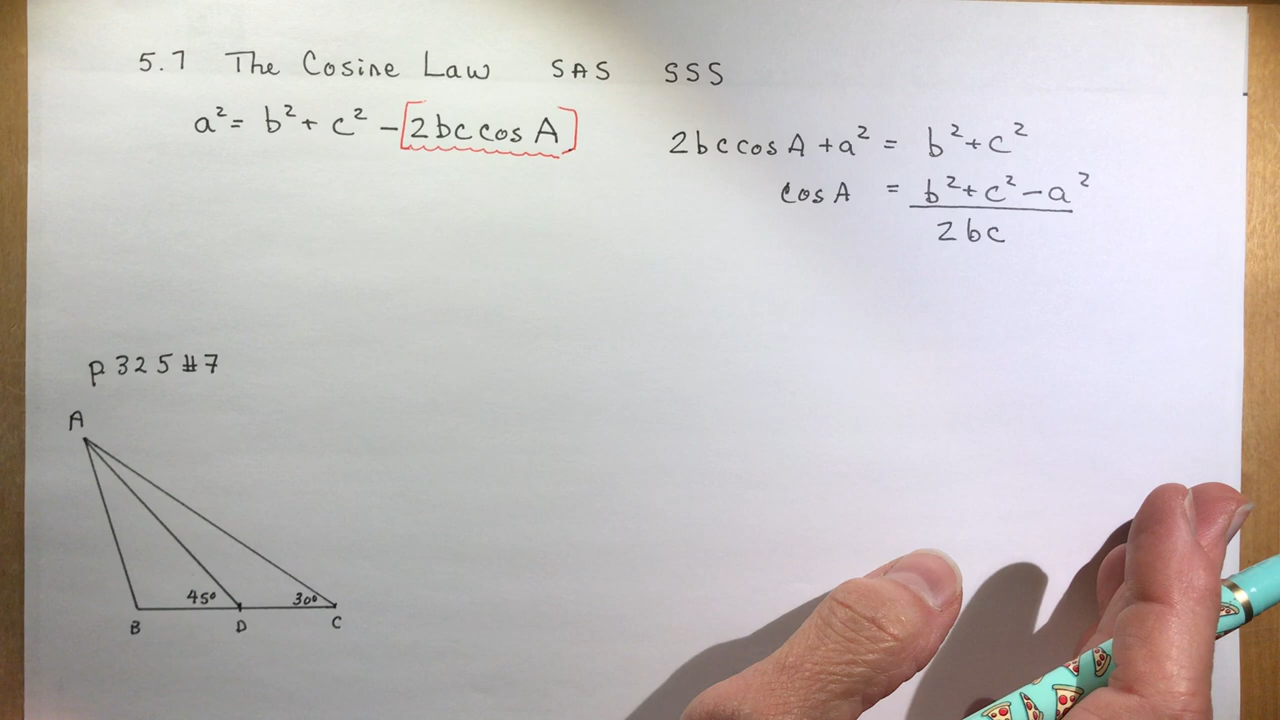 5.7 The Cosine Law SAS SSS
a² = b² + c² – [2bc cos A]
2bc cos A + a² = b² + c²
cos A = b² + c² – a²
2bc
p 325 #7
A
45° 30°
B D C